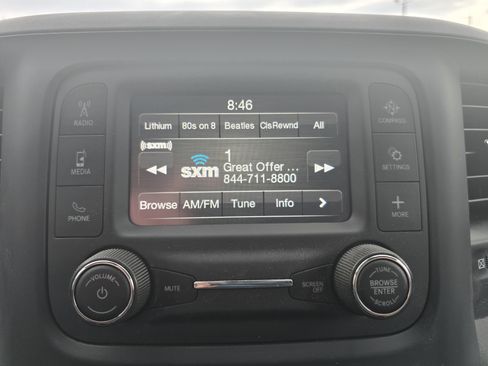 8:46
Lithium 80s on 8 Beatles ClsRewnd All
((sxm))
1
sxm Great Offer ...
844-711-8800
Browse AM/FM Tune Info
RADIO
MEDIA
PHONE
COMPASS
SETTINGS
MORE
VOLUME
MUTE
SCREEN OFF
TUNE
BROWSE
ENTER
SCROLL